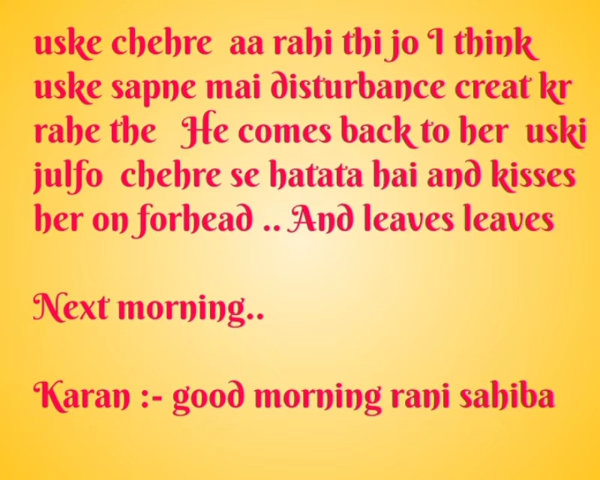 uske chehre aa rahi thi jo I think
uske sapne mai disturbance creat kr
rahe the He comes back to her uski
julfo chehre se hatata hai and kisses
her on forhead .. And leaves leaves
Next morning..
Karan :- good morning rani sahiba